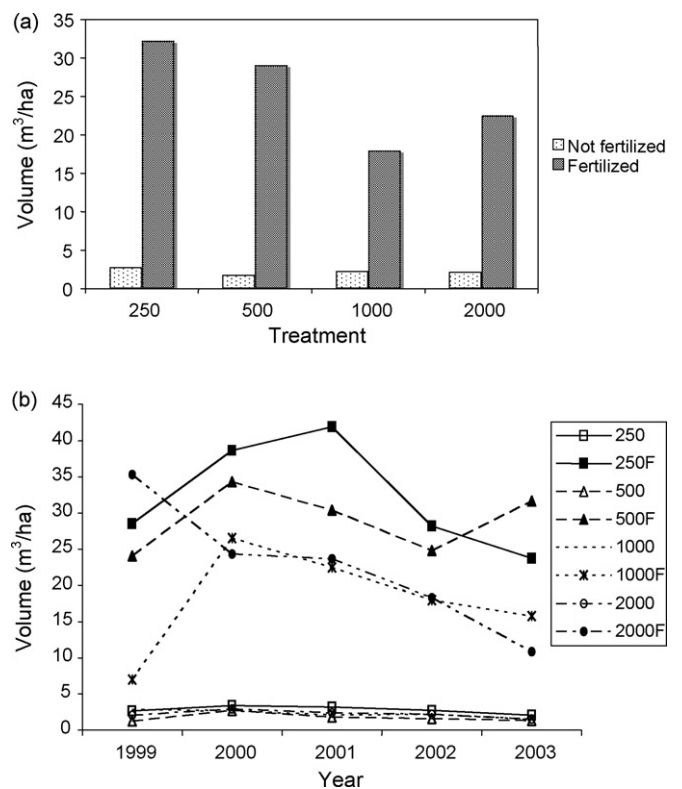 (a)
Volume (m³/ha)
35
30
25
20
15
10
5
0
250 500 1000 2000
Treatment
Not fertilized
Fertilized
(b)
Volume (m³/ha)
45
40
35
30
25
20
15
10
5
0
1999 2000 2001 2002 2003
Year
250
250F
500
500F
1000
1000F
2000
2000F